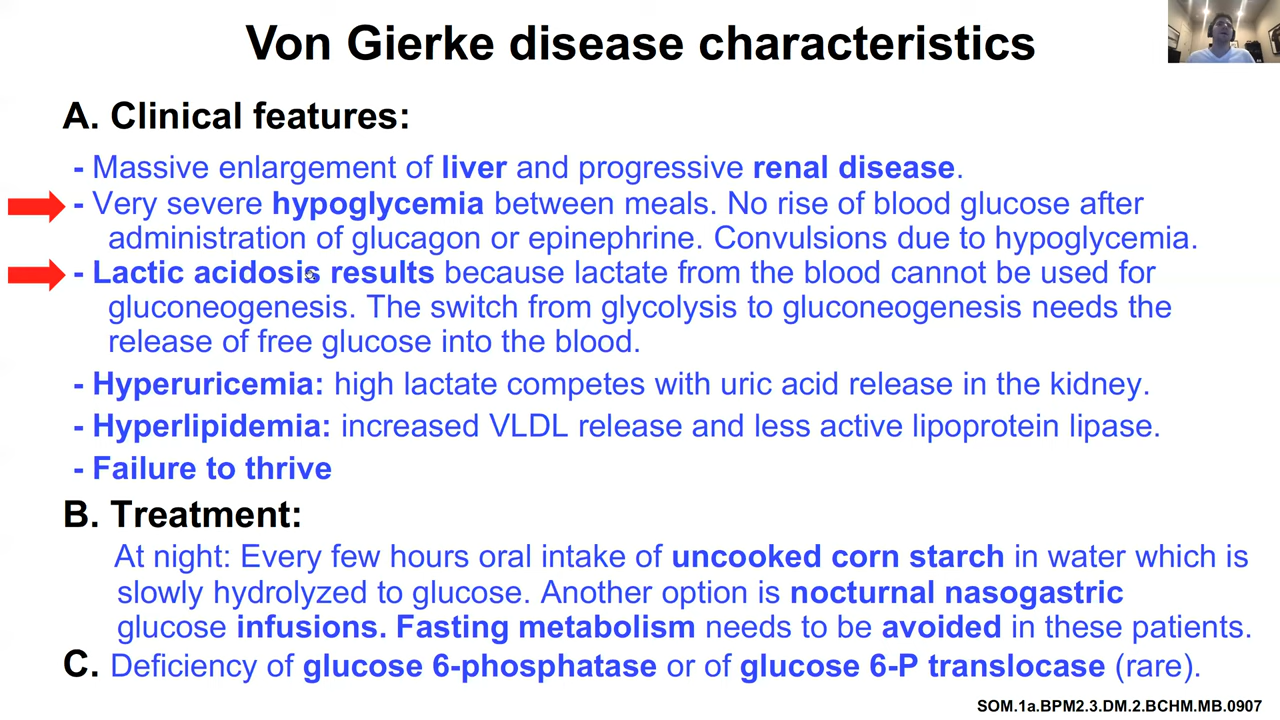 Von Gierke disease characteristics
A. Clinical features:
- Massive enlargement of liver and progressive renal disease.
- Very severe hypoglycemia between meals. No rise of blood glucose after
administration of glucagon or epinephrine. Convulsions due to hypoglycemia.
- Lactic acidosis results because lactate from the blood cannot be used for
gluconeogenesis. The switch from glycolysis to gluconeogenesis needs the
release of free glucose into the blood.
- Hyperuricemia: high lactate competes with uric acid release in the kidney.
- Hyperlipidemia: increased VLDL release and less active lipoprotein lipase.
- Failure to thrive
B. Treatment:
At night: Every few hours oral intake of uncooked corn starch in water which is
slowly hydrolyzed to glucose. Another option is nocturnal nasogastric
glucose infusions. Fasting metabolism needs to be avoided in these patients.
C. Deficiency of glucose 6-phosphatase or of glucose 6-P translocase (rare).
SOM.1a.BPM2.3.DM.2.BCHM.MB.0907